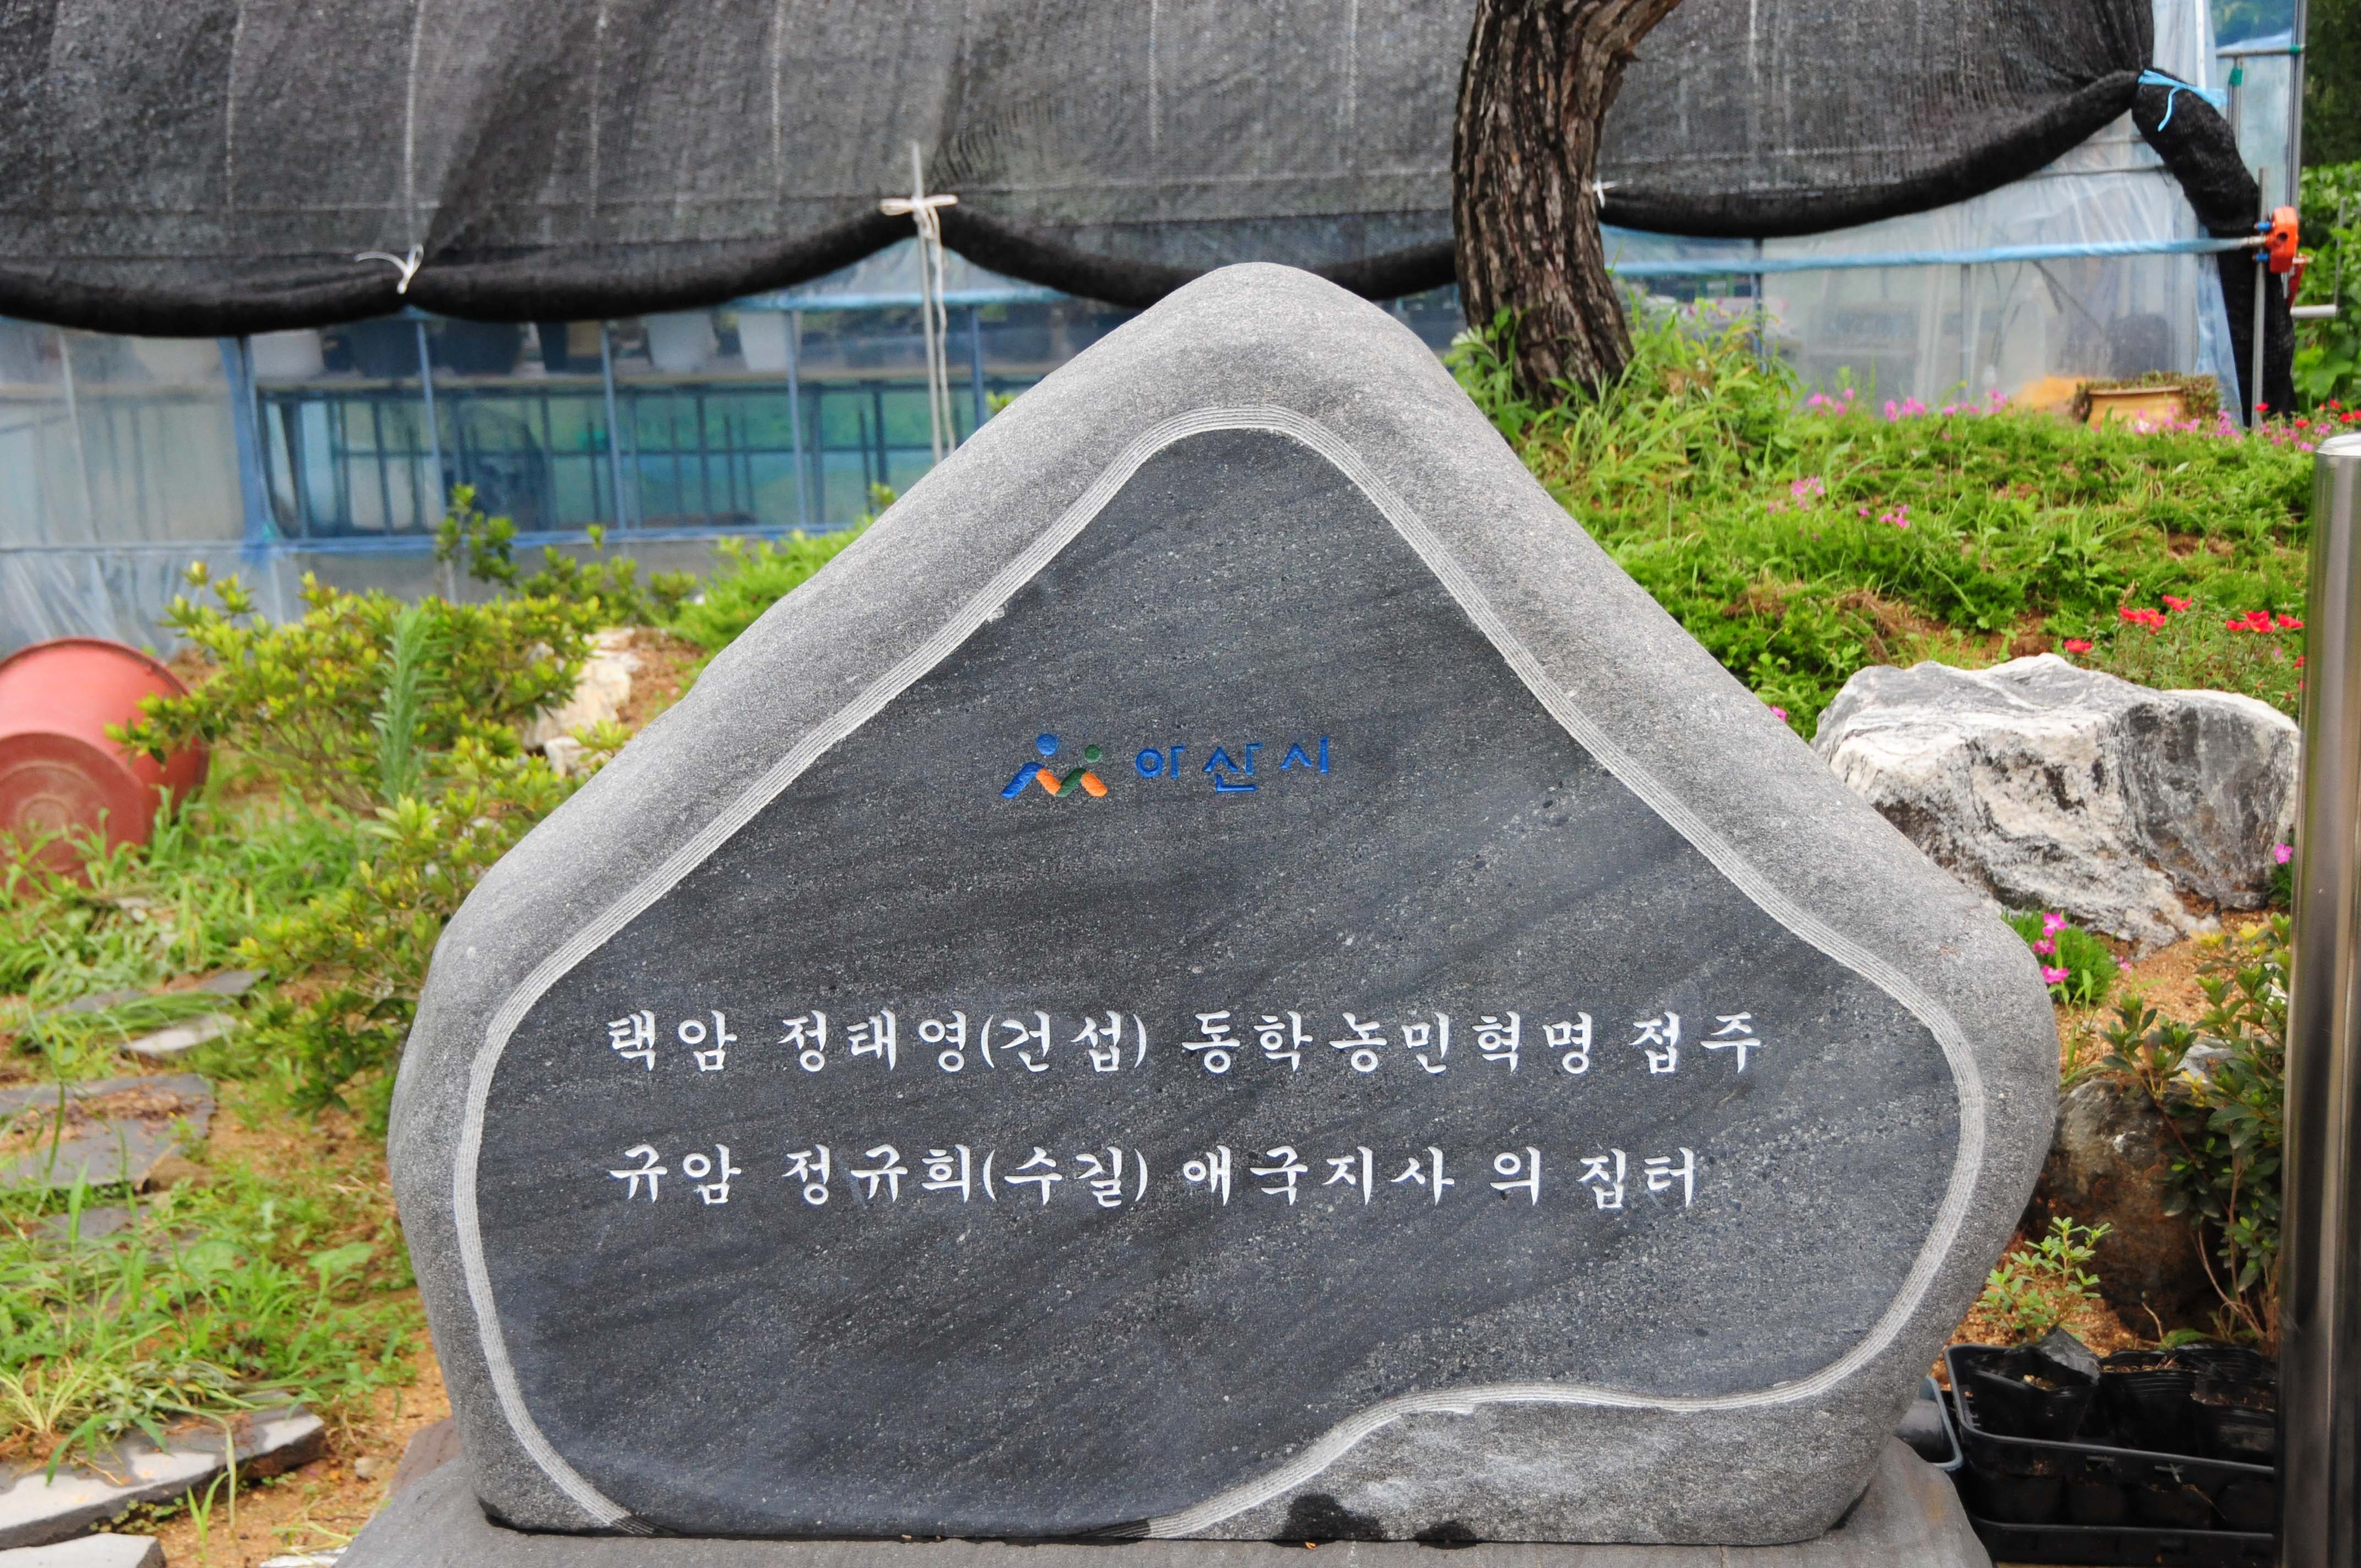 아산시
택암 정태영(건섭) 동학농민혁명 접주
규암 정규희(수길) 애국지사 의 집터